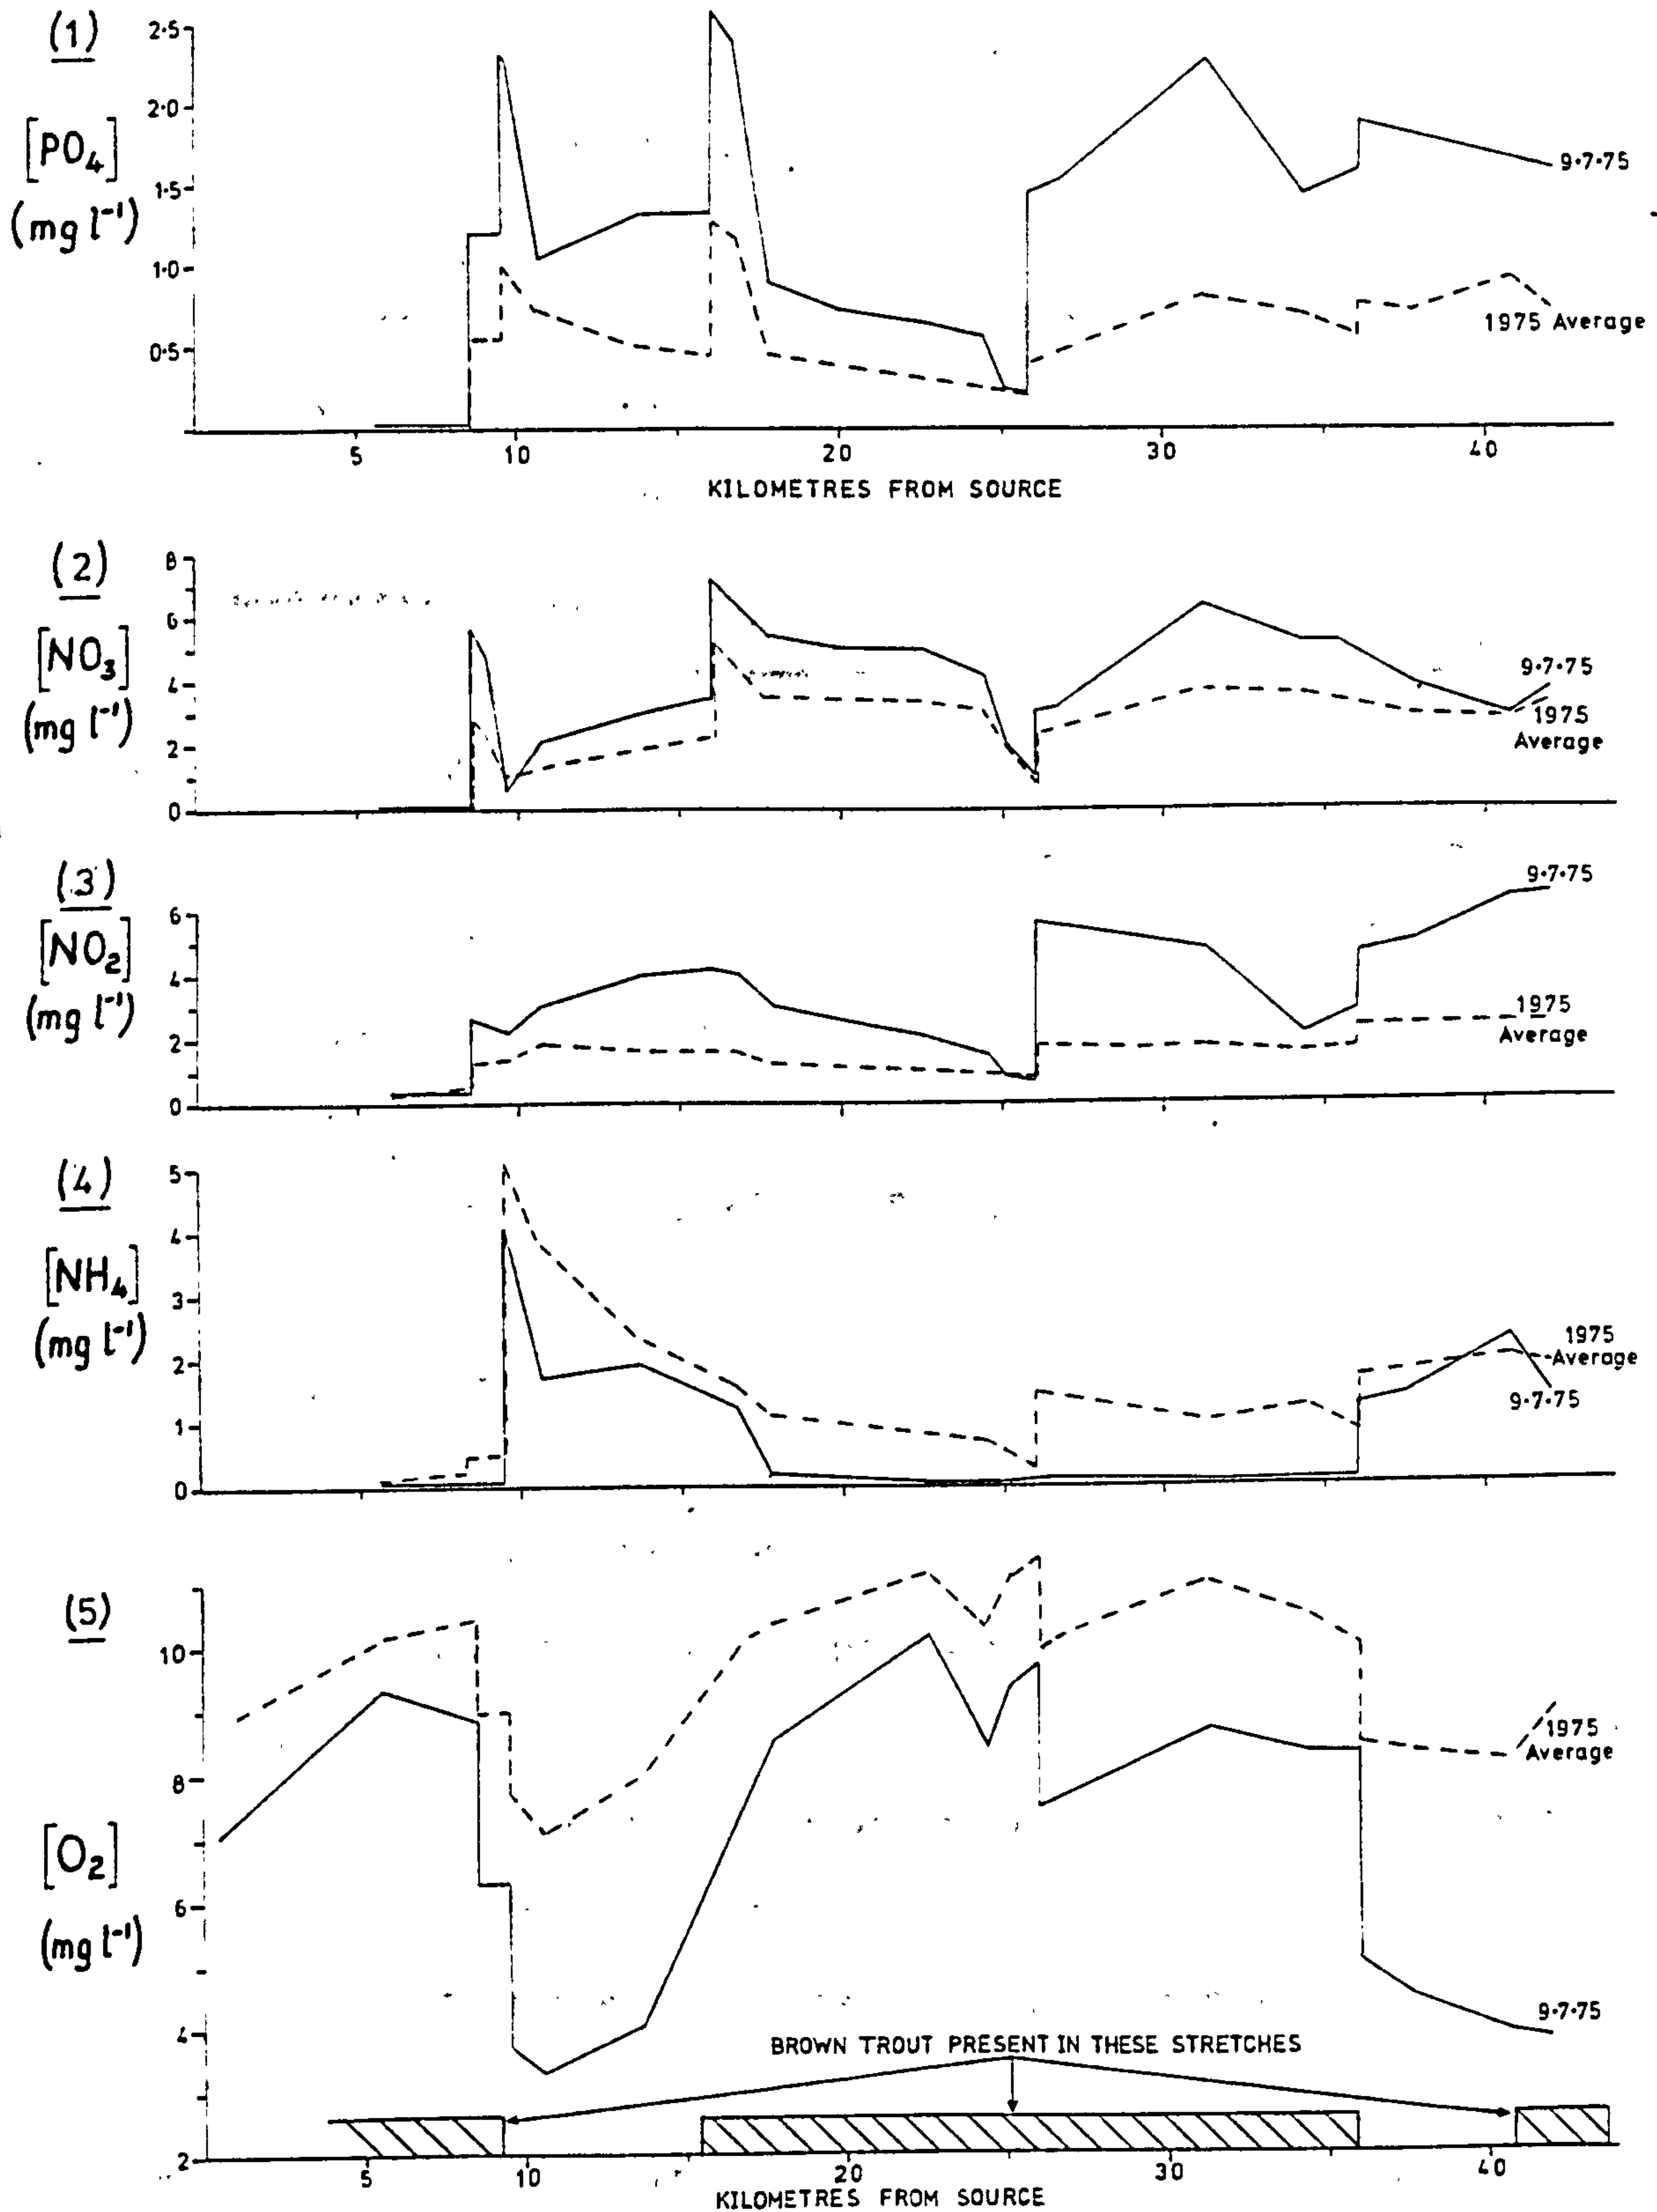 (1)
[PO₄]
(mg l⁻¹)
2·5
2·0
1·5
1·0
0·5
9·7·75
1975 Average
5 10 20 30 40
KILOMETRES FROM SOURCE
(2)
[NO₃]
(mg l⁻¹)
8
6
4
2
0
9·7·75
1975
Average
(3)
[NO₂]
(mg l⁻¹)
6
4
2
0
9·7·75
1975
Average
(4)
[NH₄]
(mg l⁻¹)
5
4
3
2
1
0
1975
Average
9·7·75
(5)
[O₂]
(mg l⁻¹)
10
8
6
4
2
1975
Average
9·7·75
BROWN TROUT PRESENT IN THESE STRETCHES
5 10 20 30 40
KILOMETRES FROM SOURCE